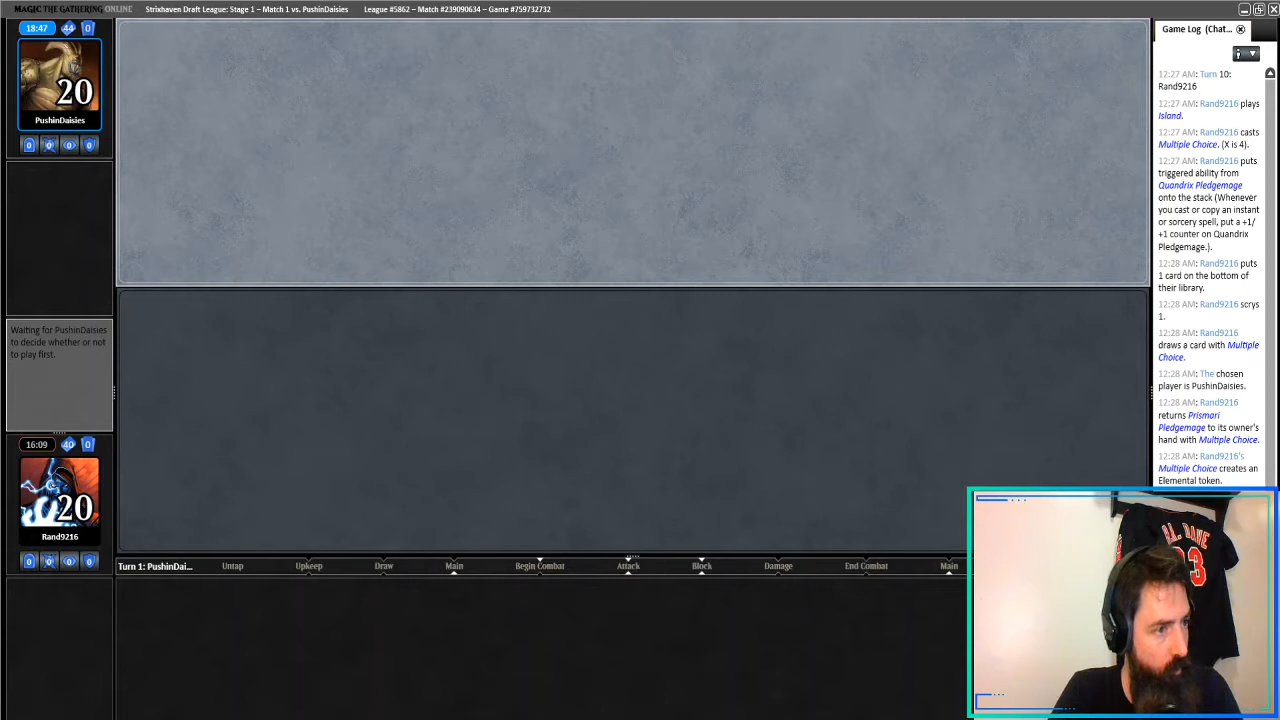 MAGIC THE GATHERING ONLINE
Strixhaven Draft League: Stage 1 – Match 1 vs. PushinDaisies
League #5862 – Match #239090634 – Game #759732732
18:47
44
0
20
PushinDaisies
0
0
0
0
Waiting for PushinDaisies
to decide whether or not
to play first.
16:09
40
0
20
Rand9216
0
0
0
0
Turn 1: PushinDai...
Untap
Upkeep
Draw
Main
Begin Combat
Attack
Block
Damage
End Combat
Main
Game Log (Chat...
12:27 AM: Turn 10:
Rand9216
12:27 AM: Rand9216 plays
Island.
12:27 AM: Rand9216 casts
Multiple Choice. (X is 4).
12:27 AM: Rand9216 puts
triggered ability from
Quandrix Pledgemage
onto the stack (Whenever
you cast or copy an instant
or sorcery spell, put a +1/
+1 counter on Quandrix
Pledgemage.).
12:28 AM: Rand9216 puts
1 card on the bottom of
their library.
12:28 AM: Rand9216 scrys
1.
12:28 AM: Rand9216
draws a card with Multiple
Choice.
12:28 AM: The chosen
player is PushinDaisies.
12:28 AM: Rand9216
returns Prismari
Pledgemage to its owner's
hand with Multiple Choice.
12:28 AM: Rand9216's
Multiple Choice creates an
Elemental token.